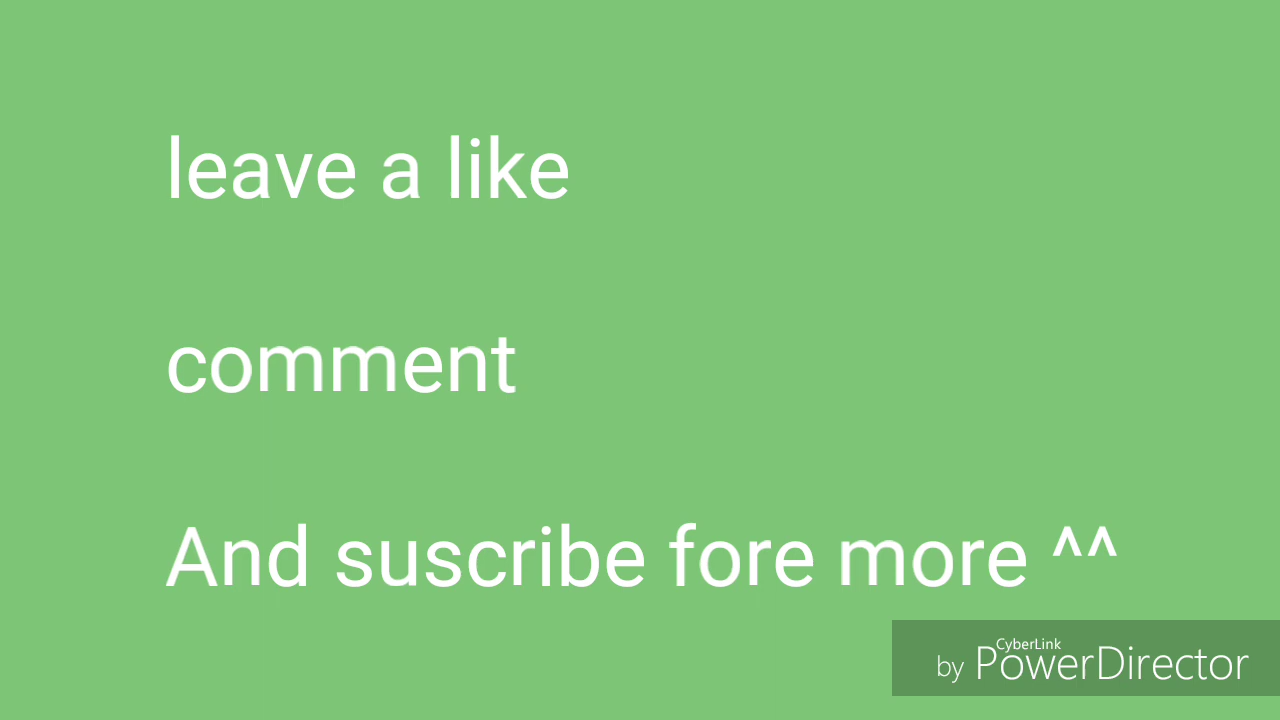 leave a like
comment
And suscribe fore more ^^
CyberLink
by PowerDirector